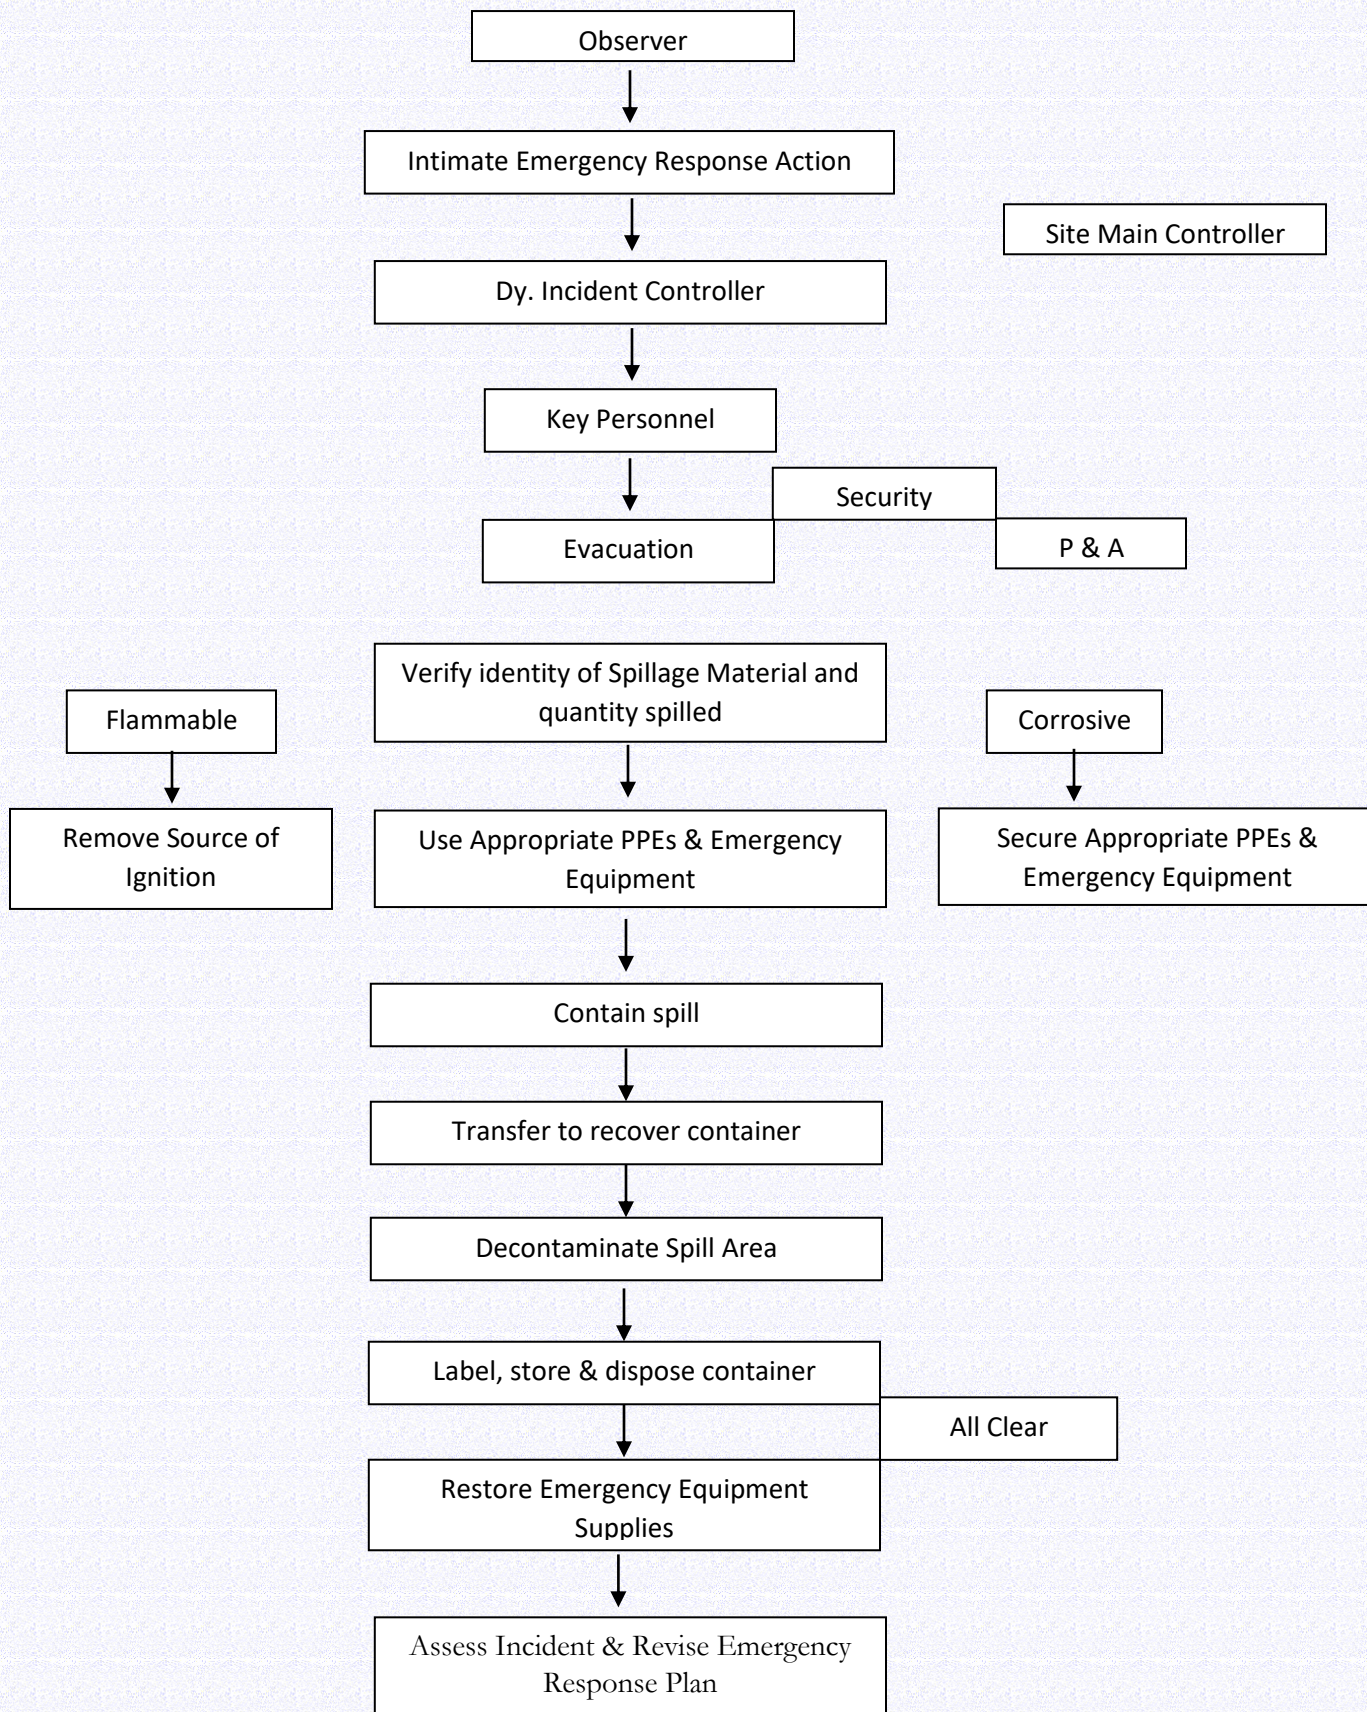 Observer
Intimate Emergency Response Action
Site Main Controller
Dy. Incident Controller
Key Personnel
Security
Evacuation
P & A
Verify identity of Spillage Material and
quantity spilled
Flammable
Corrosive
Remove Source of
Ignition
Use Appropriate PPEs & Emergency
Equipment
Secure Appropriate PPEs &
Emergency Equipment
Contain spill
Transfer to recover container
Decontaminate Spill Area
Label, store & dispose container
All Clear
Restore Emergency Equipment
Supplies
Assess Incident & Revise Emergency
Response Plan